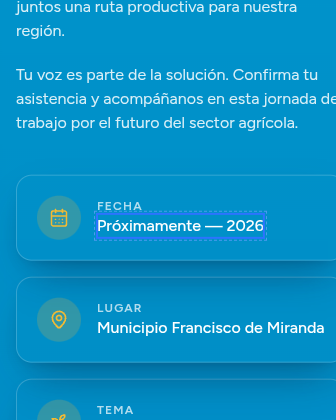 juntos una ruta productiva para nuestra
región.
Tu voz es parte de la solución. Confirma tu
asistencia y acompáñanos en esta jornada de
trabajo por el futuro del sector agrícola.
FECHA
Próximamente — 2026
LUGAR
Municipio Francisco de Miranda
TEMA